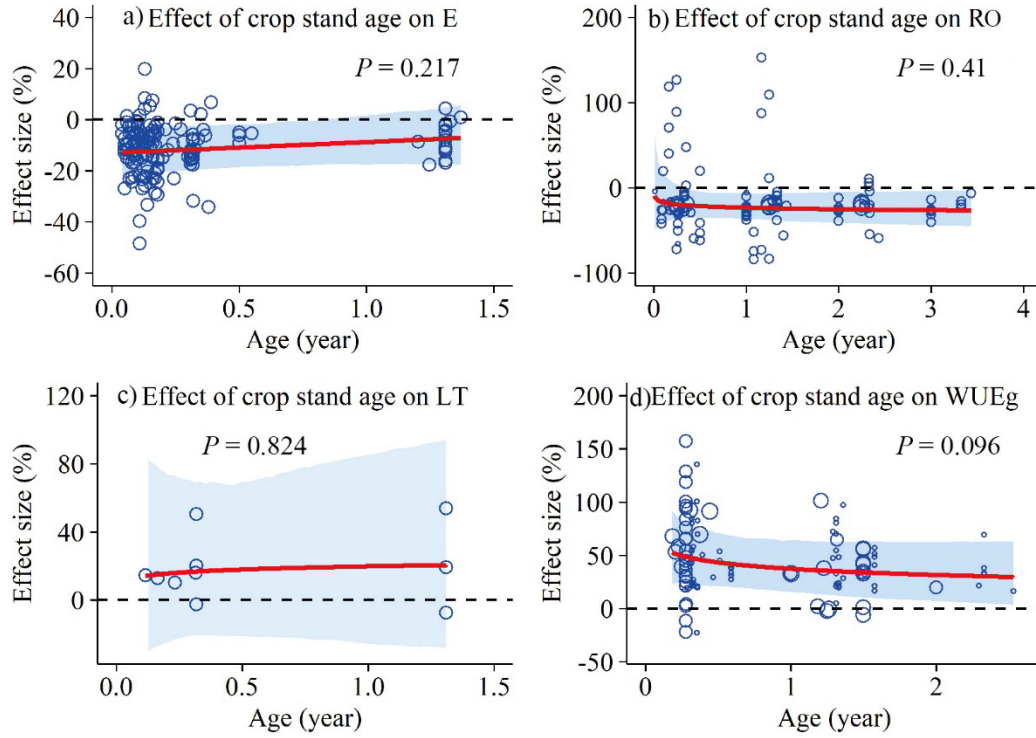 a) Effect of crop stand age on E
P = 0.217
Effect size (%)
40
20
0
-20
-40
-60
0.0 0.5 1.0 1.5
Age (year)
b) Effect of crop stand age on RO
P = 0.41
Effect size (%)
200
100
0
-100
0 1 2 3 4
Age (year)
c) Effect of crop stand age on LT
P = 0.824
Effect size (%)
120
80
40
0
0.0 0.5 1.0 1.5
Age (year)
d) Effect of crop stand age on WUEg
P = 0.096
Effect size (%)
200
150
100
50
0
-50
0 1 2
Age (year)